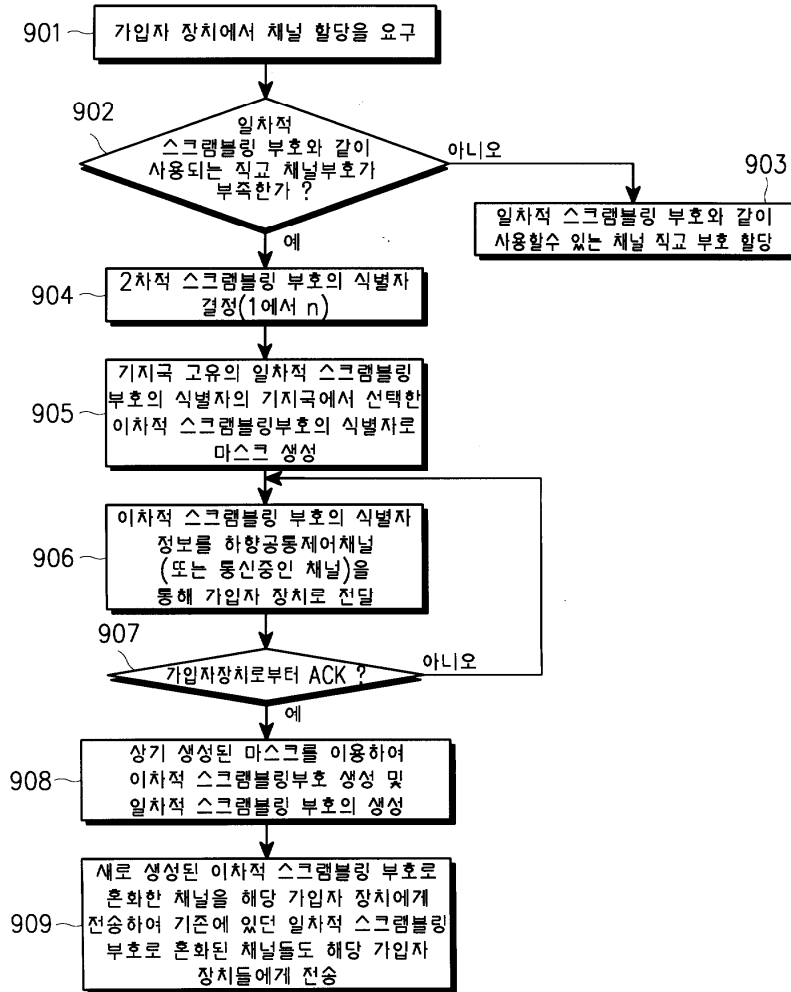 901
가입자 장치에서 채널 할당을 요구
902
일차적
스크램블링 부호와 같이
사용되는 직교 채널부호가
부족한가 ?
아니오
903
일차적 스크램블링 부호와 같이
사용할수 있는 채널 직교 부호 할당
예
904
2차적 스크램블링 부호의 식별자
결정(1에서 n)
905
기지국 고유의 일차적 스크램블링
부호의 식별자의 기지국에서 선택한
이차적 스크램블링부호의 식별자로
마스크 생성
906
이차적 스크램블링 부호의 식별자
정보를 하향공통제어채널
(또는 통신중인 채널)을
통해 가입자 장치로 전달
907
가입자장치로부터 ACK ?
아니오
예
908
상기 생성된 마스크를 이용하여
이차적 스크램블링부호 생성 및
일차적 스크램블링 부호의 생성
909
새로 생성된 이차적 스크램블링 부호로
혼화한 채널을 해당 가입자 장치에게
전송하여 기존에 있던 일차적 스크램블링
부호로 혼화된 채널들도 해당 가입자
장치들에게 전송